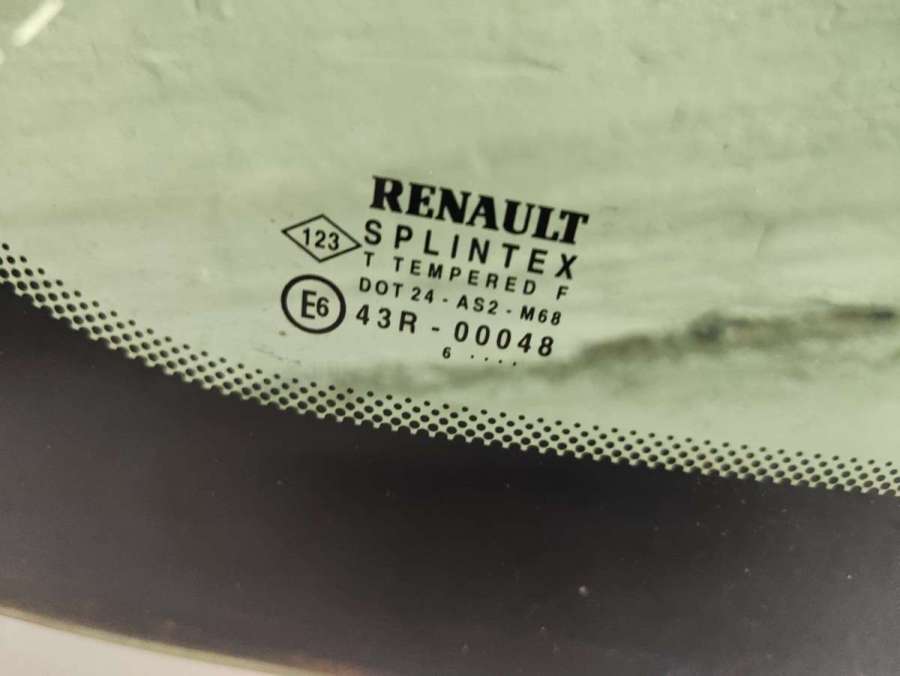 RENAULT
123 SPLINTEX
T TEMPERED F
DOT 24 - AS2 - M68
E6 43R - 00048
6 ....